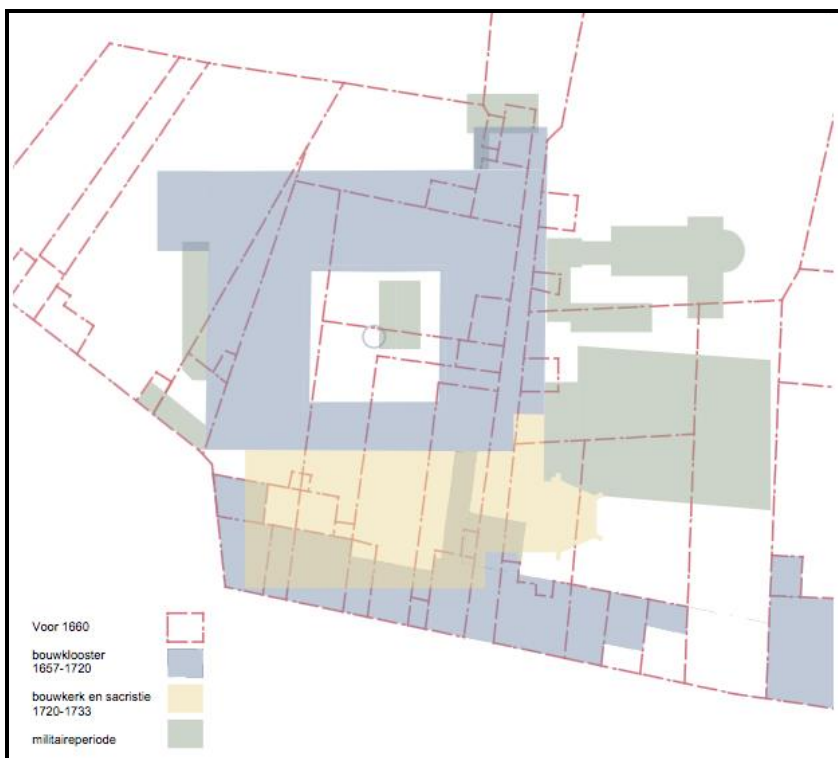 Voor 1660
bouwklooster
1657-1720
bouwkerk en sacristie
1720-1733
militaireperiode